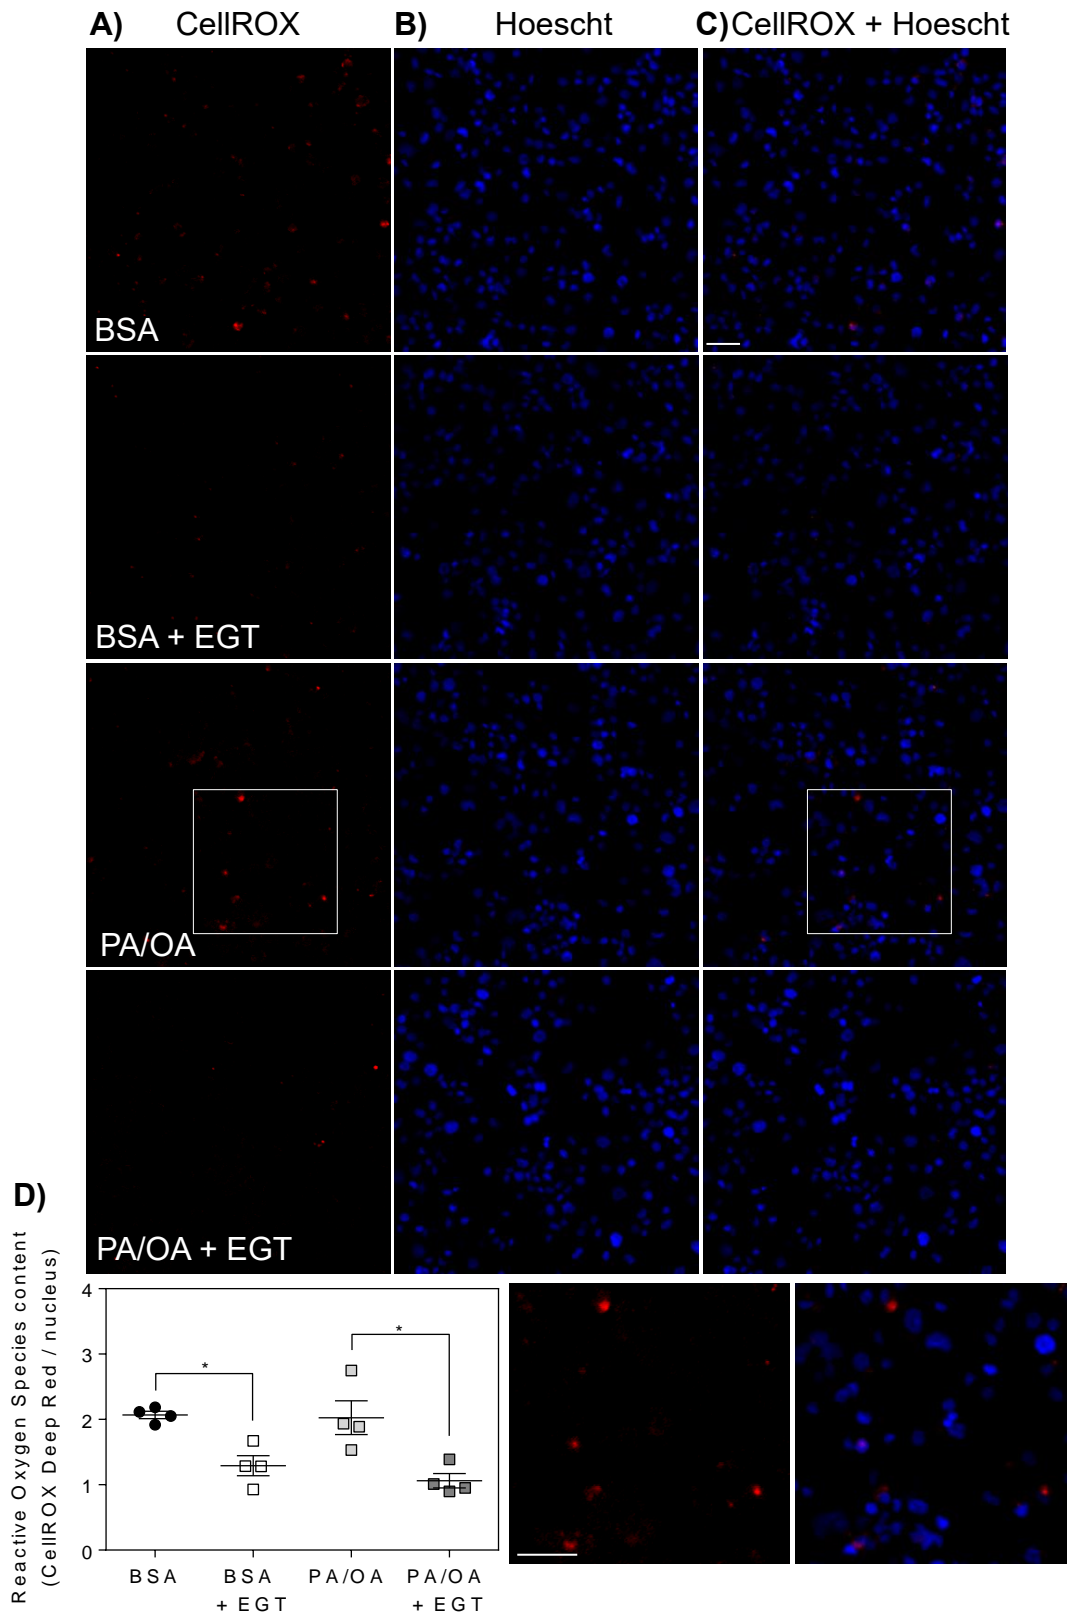 A) CellROX B) Hoescht C) CellROX + Hoescht
BSA
BSA + EGT
PA/OA
PA/OA + EGT
D)
Reactive Oxygen Species content
(CellROX Deep Red / nucleus)
4
3
2
1
0
*
*
BSA BSA PA/OA PA/OA
+ EGT + EGT